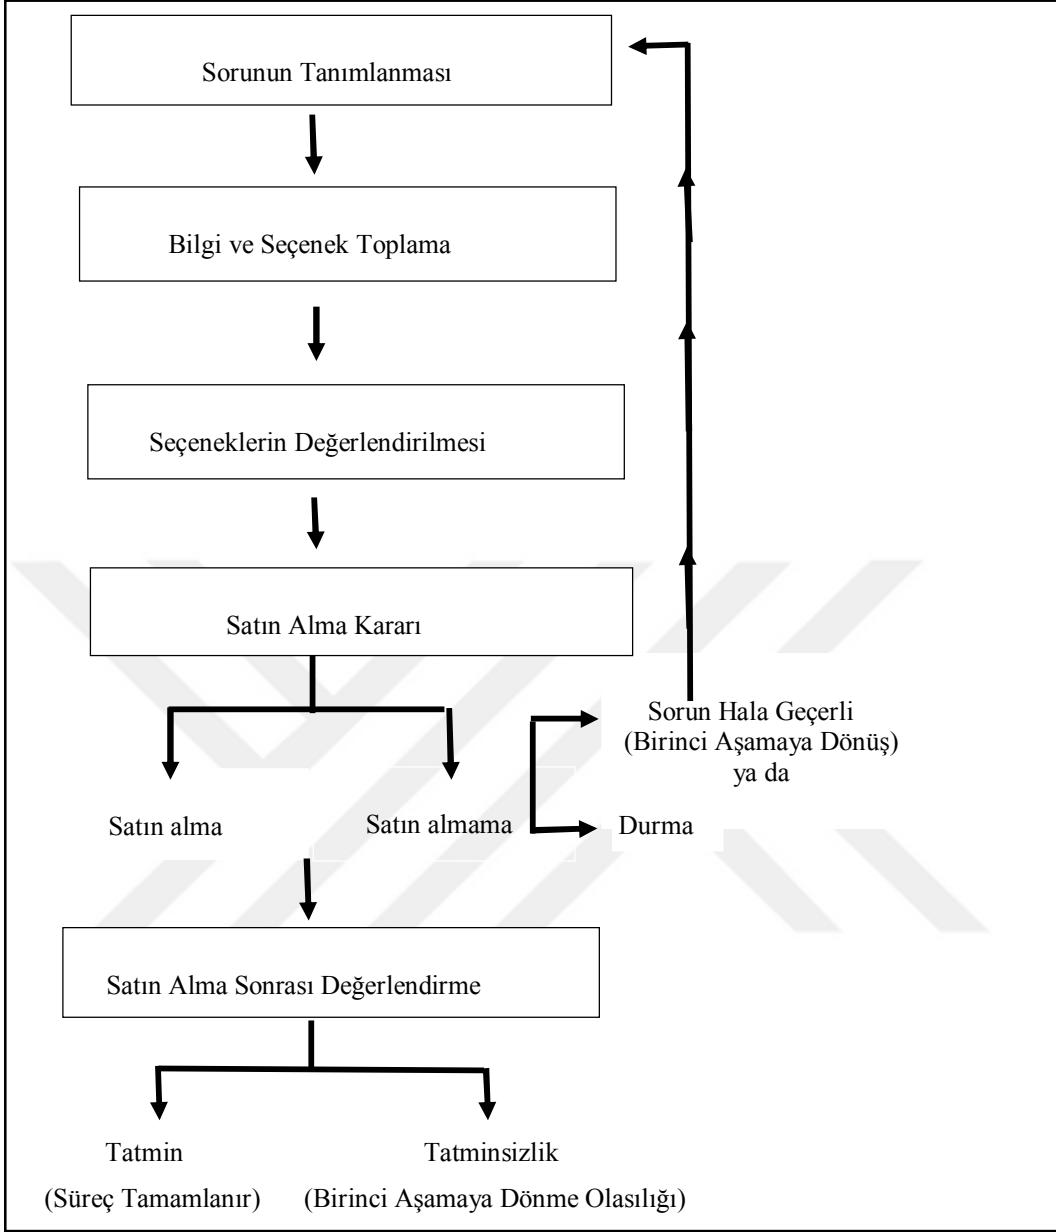 Sorunun Tanımlanması
Bilgi ve Seçenek Toplama
Seçeneklerin Değerlendirilmesi
Satın Alma Kararı
Sorun Hala Geçerli
(Birinci Aşamaya Dönüş)
ya da
Satın alma
Satın almama
Durma
Satın Alma Sonrası Değerlendirme
Tatmin
(Süreç Tamamlanır)
Tatminsizlik
(Birinci Aşamaya Dönme Olasılığı)